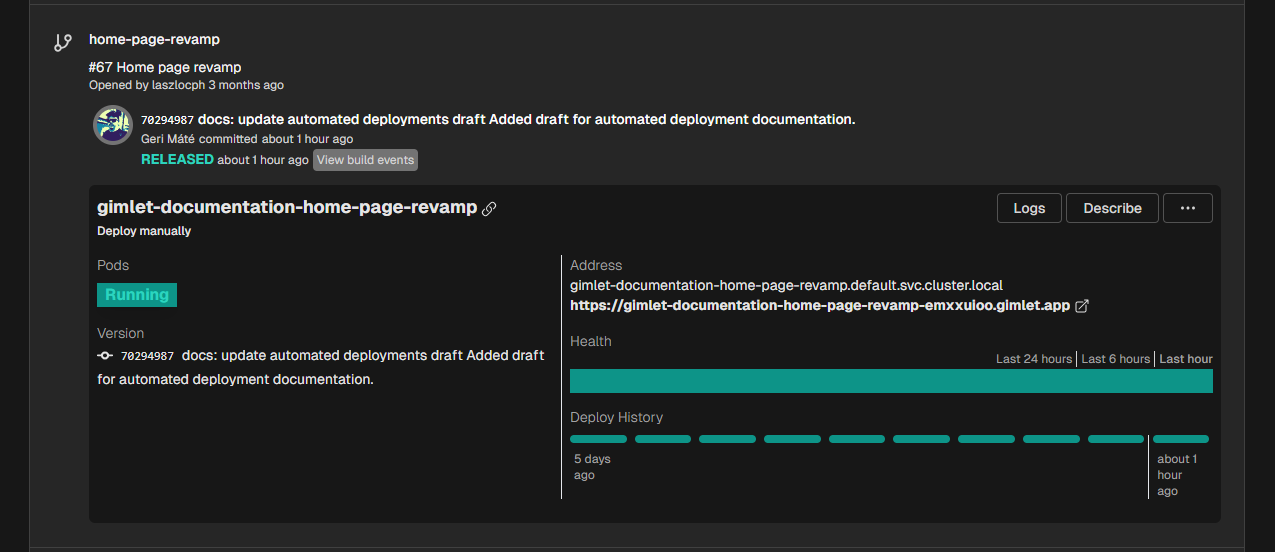 home-page-revamp
#67 Home page revamp
Opened by laszlocph 3 months ago
70294987 docs: update automated deployments draft Added draft for automated deployment documentation.
Geri Máté committed about 1 hour ago
RELEASED about 1 hour ago View build events
gimlet-documentation-home-page-revamp
Logs Describe ···
Deploy manually
Pods
Running
Version
70294987 docs: update automated deployments draft Added draft
for automated deployment documentation.
Address
gimlet-documentation-home-page-revamp.default.svc.cluster.local
https://gimlet-documentation-home-page-revamp-emxxuioo.gimlet.app
Health
Last 24 hours Last 6 hours Last hour
Deploy History
5 days
ago
about 1
hour
ago